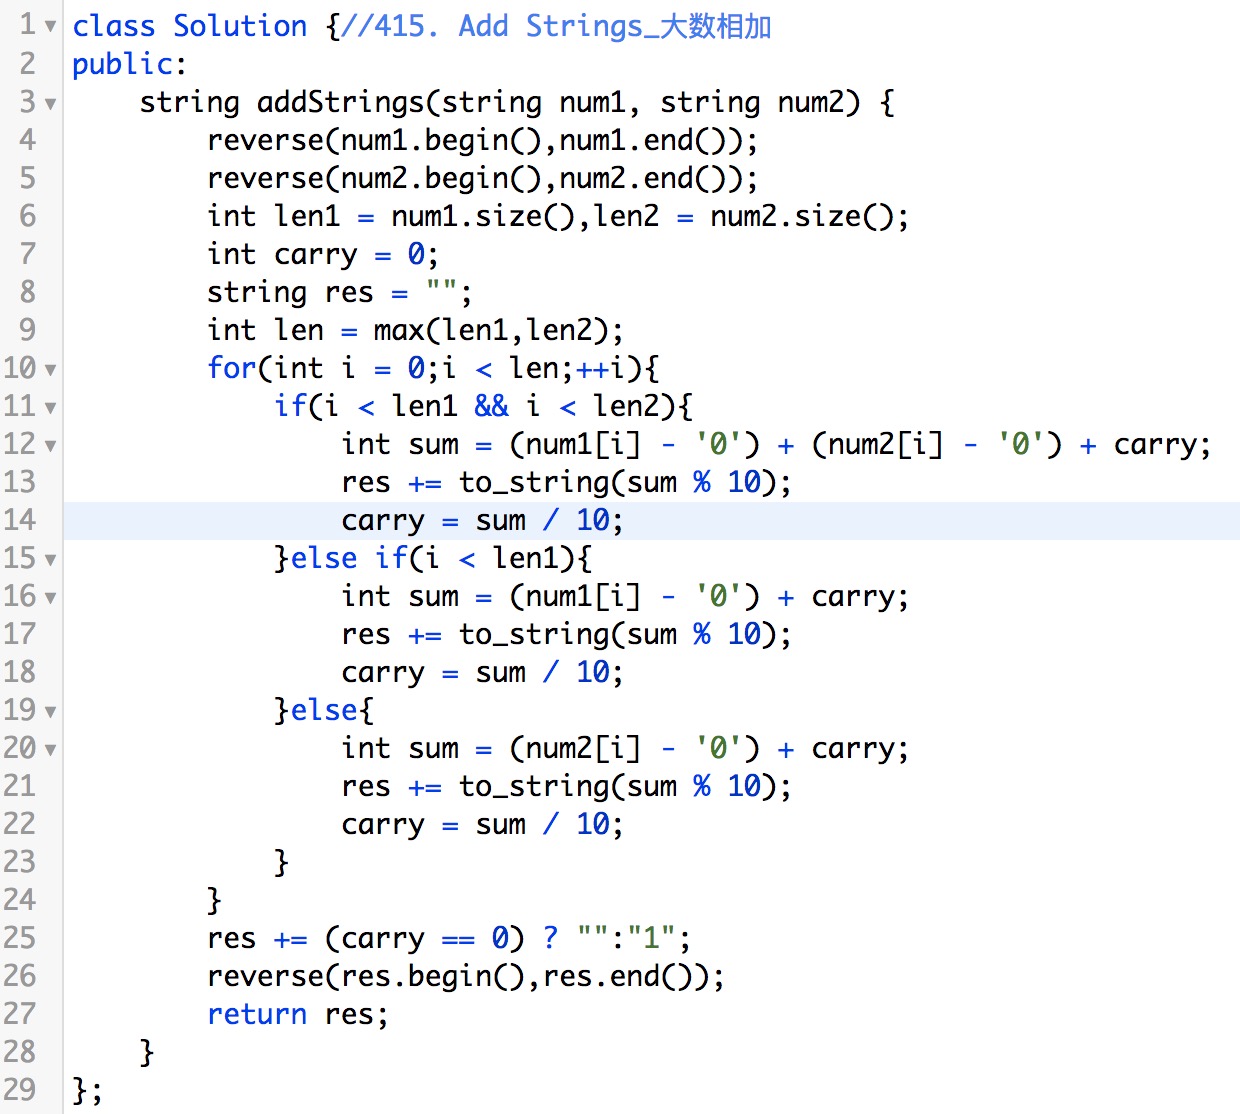 1 class Solution {//415. Add Strings_大数相加
2 public:
3     string addStrings(string num1, string num2) {
4         reverse(num1.begin(),num1.end());
5         reverse(num2.begin(),num2.end());
6         int len1 = num1.size(),len2 = num2.size();
7         int carry = 0;
8         string res = "";
9         int len = max(len1,len2);
10         for(int i = 0;i < len;++i){
11             if(i < len1 && i < len2){
12                 int sum = (num1[i] - '0') + (num2[i] - '0') + carry;
13                 res += to_string(sum % 10);
14                 carry = sum / 10;
15             }else if(i < len1){
16                 int sum = (num1[i] - '0') + carry;
17                 res += to_string(sum % 10);
18                 carry = sum / 10;
19             }else{
20                 int sum = (num2[i] - '0') + carry;
21                 res += to_string(sum % 10);
22                 carry = sum / 10;
23             }
24         }
25         res += (carry == 0) ? "":"1";
26         reverse(res.begin(),res.end());
27         return res;
28     }
29 };